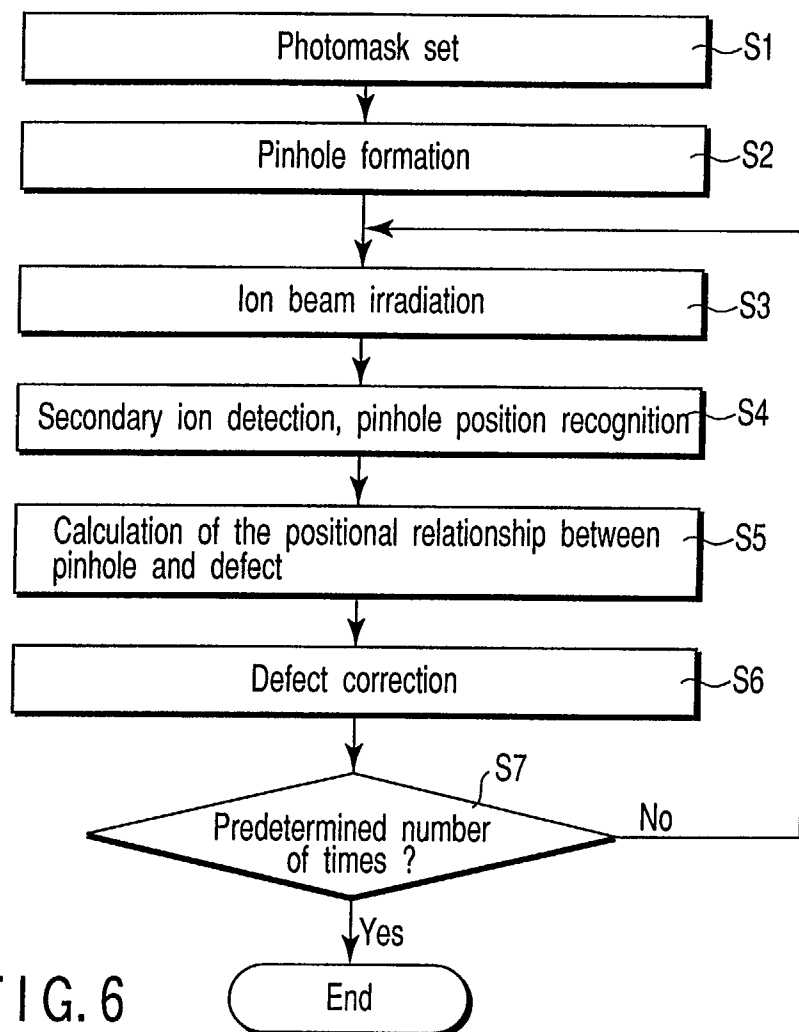 Photomask set
S1
Pinhole formation
S2
Ion beam irradiation
S3
Secondary ion detection, pinhole position recognition
S4
Calculation of the positional relationship between
pinhole and defect
S5
Defect correction
S6
S7
Predetermined number
of times ?
No
Yes
End
FIG. 6